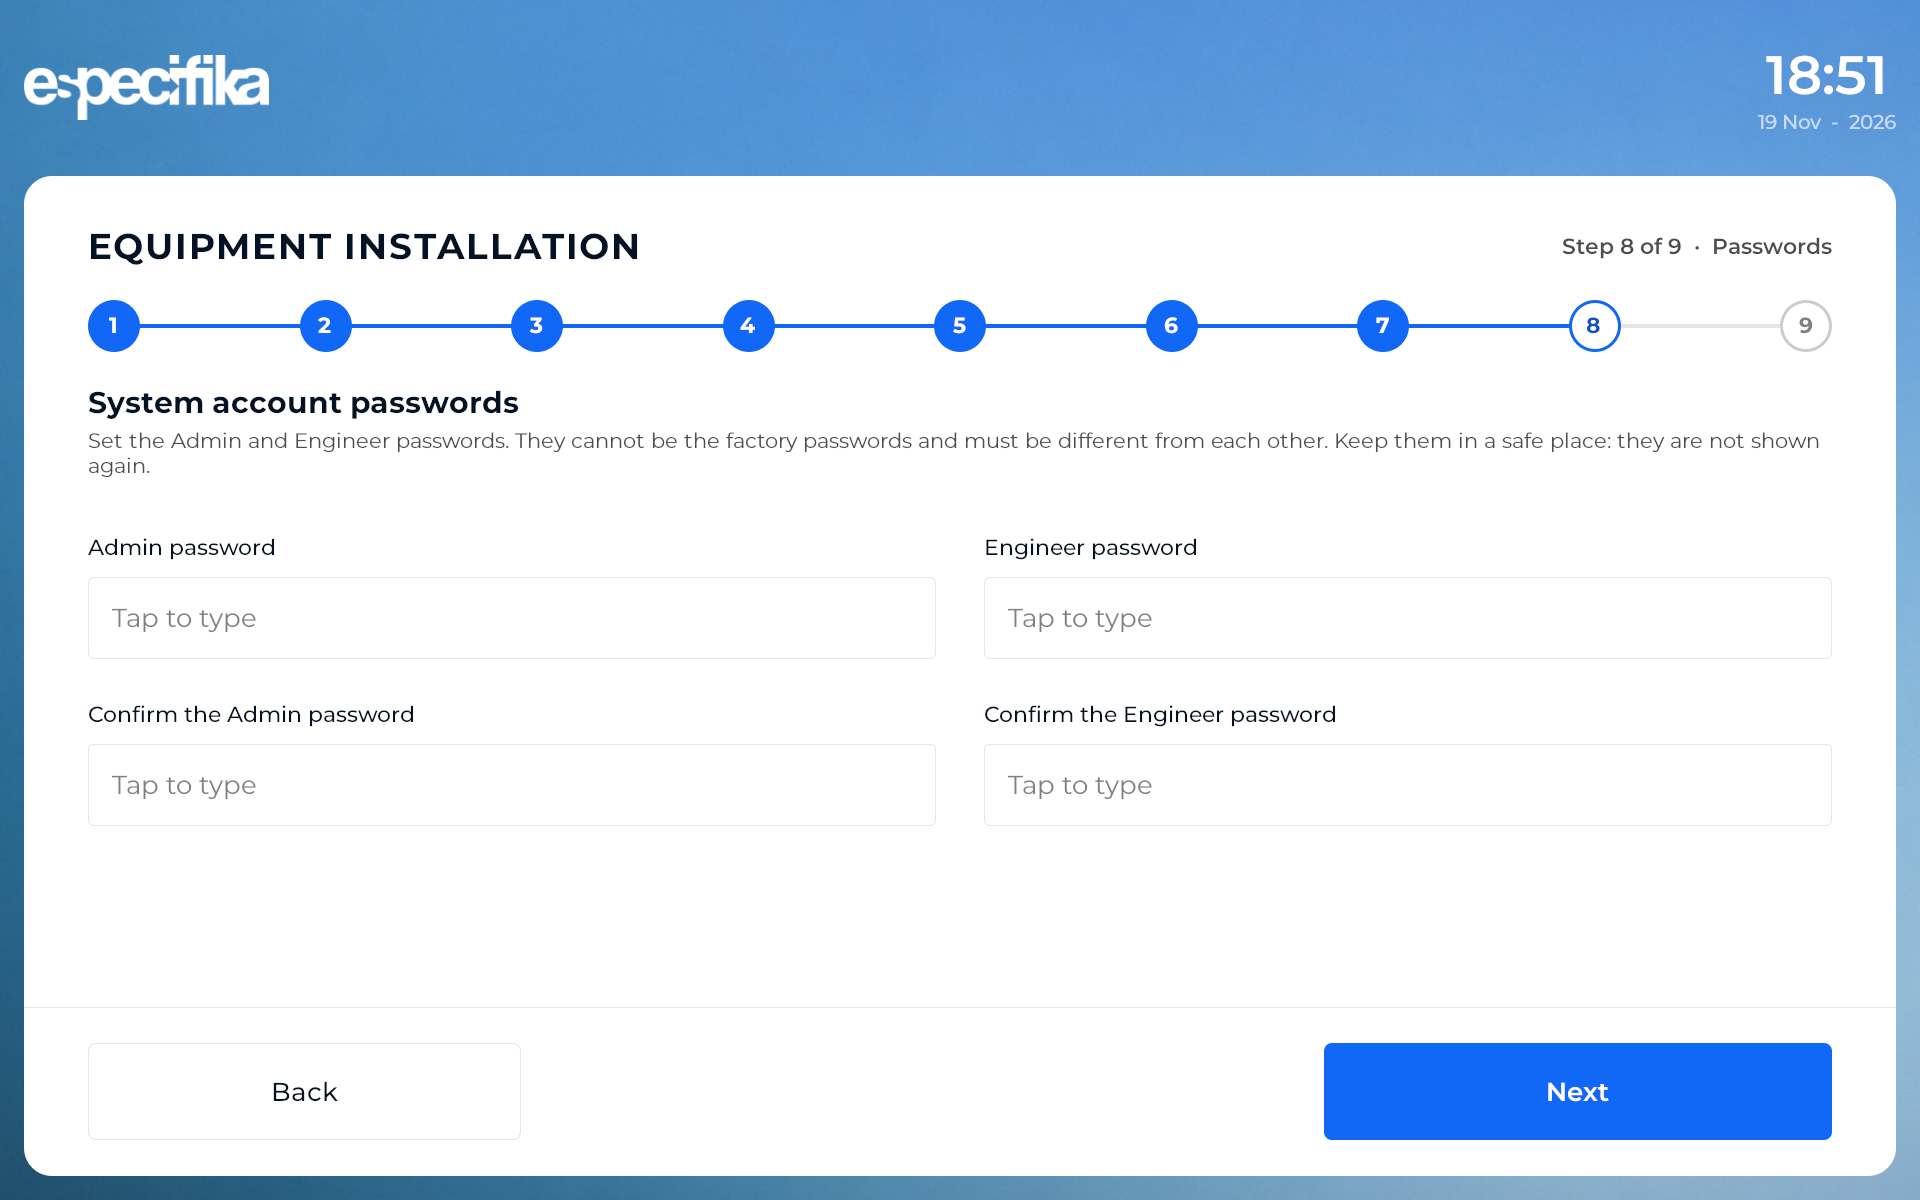 especifika
18:51
19 Nov - 2026
EQUIPMENT INSTALLATION
Step 8 of 9 · Passwords
1 2 3 4 5 6 7 8 9
System account passwords
Set the Admin and Engineer passwords. They cannot be the factory passwords and must be different from each other. Keep them in a safe place: they are not shown
again.
Admin password
Engineer password
Tap to type
Tap to type
Confirm the Admin password
Confirm the Engineer password
Tap to type
Tap to type
Back
Next